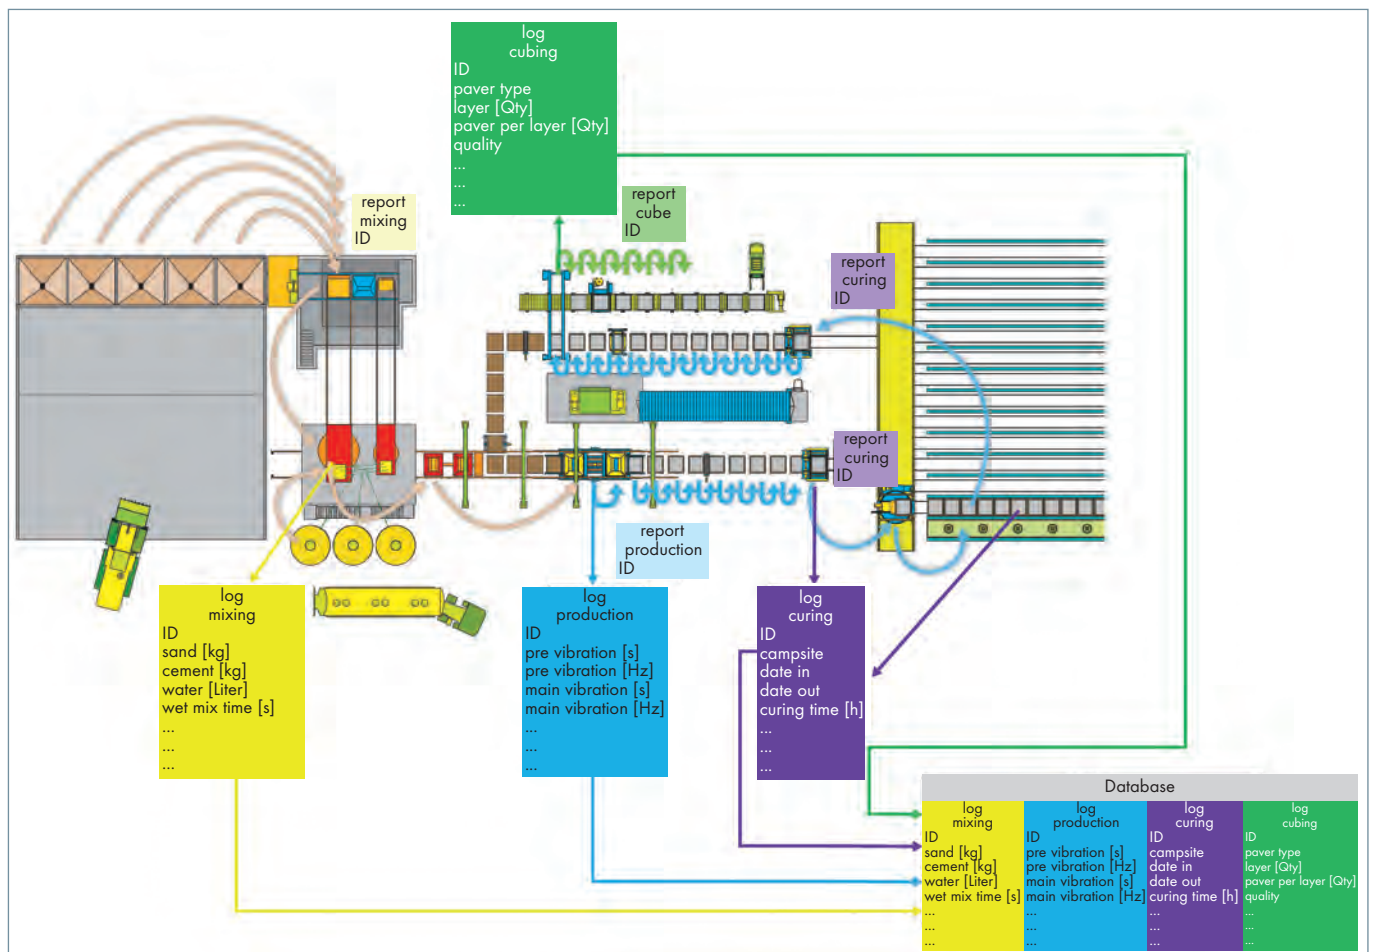 log
cubing
ID
paver type
layer [Qty]
paver per layer [Qty]
quality
...
...
...
report
mixing
ID
report
cube
ID
report
curing
ID
report
curing
ID
report
production
ID
log
mixing
ID
sand [kg]
cement [kg]
water [Liter]
wet mix time [s]
...
...
...
log
production
ID
pre vibration [s]
pre vibration [Hz]
main vibration [s]
main vibration [Hz]
...
...
...
log
curing
ID
campsite
date in
date out
curing time [h]
...
...
...
Database
log
mixing
ID
sand [kg]
cement [kg]
water [Liter]
wet mix time [s]
...
...
...
log
production
ID
pre vibration [s]
pre vibration [Hz]
main vibration [s]
main vibration [Hz]
...
...
...
log
curing
ID
campsite
date in
date out
curing time [h]
...
...
...
log
cubing
ID
paver type
layer [Qty]
paver per layer [Qty]
quality
...
...
...